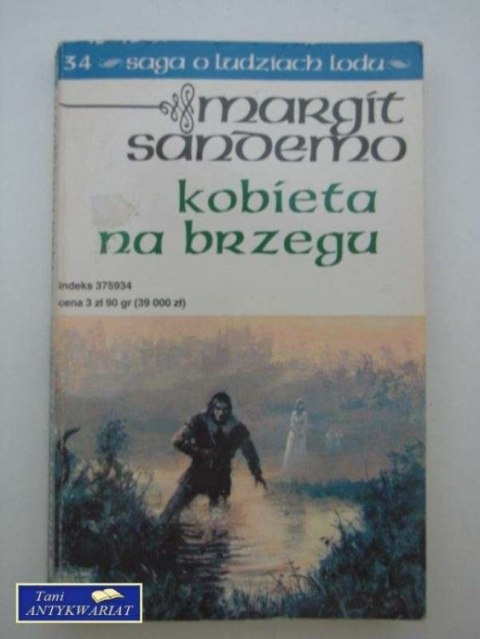 34 saga o ludziach lodu
margit
sandemo
kobieta
na brzegu
indeks 375934
cena 3 zł 90 gr (39 000 zł)
Tani
ANTYKWARIAT